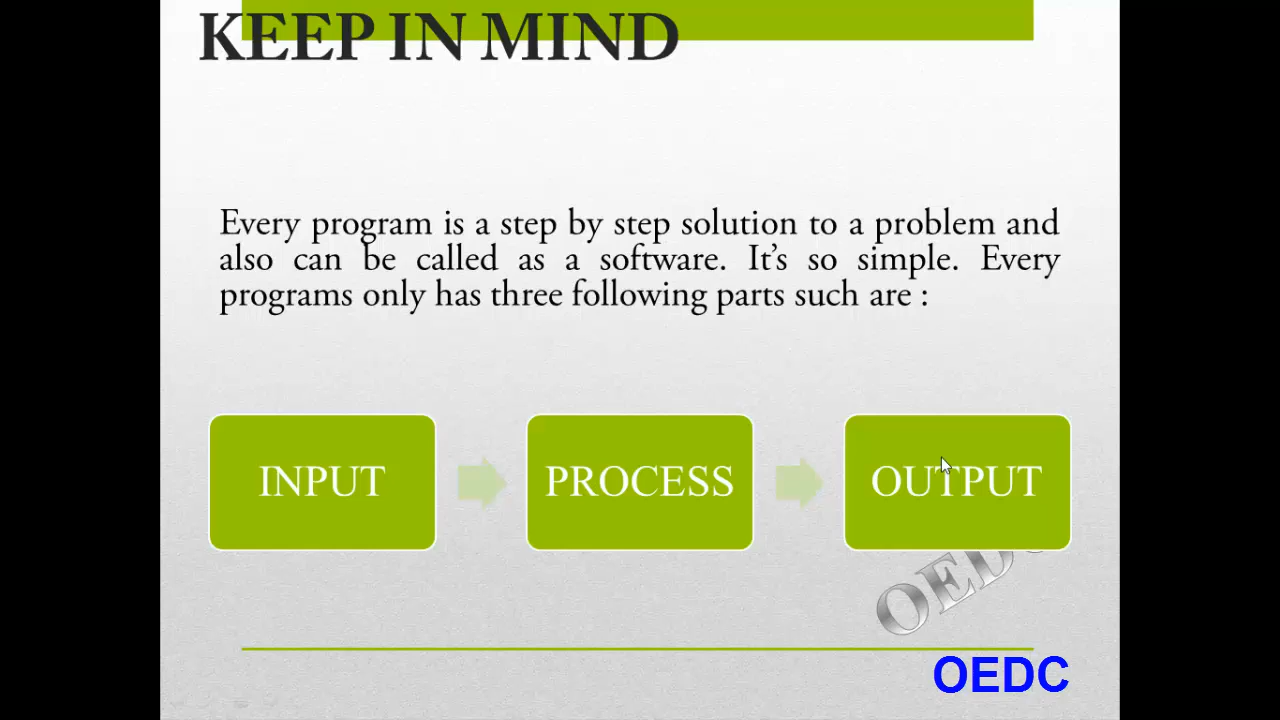 KEEP IN MIND
Every program is a step by step solution to a problem and
also can be called as a software. It’s so simple. Every
programs only has three following parts such are :
INPUT
PROCESS
OUTPUT
OEDC
OEDC